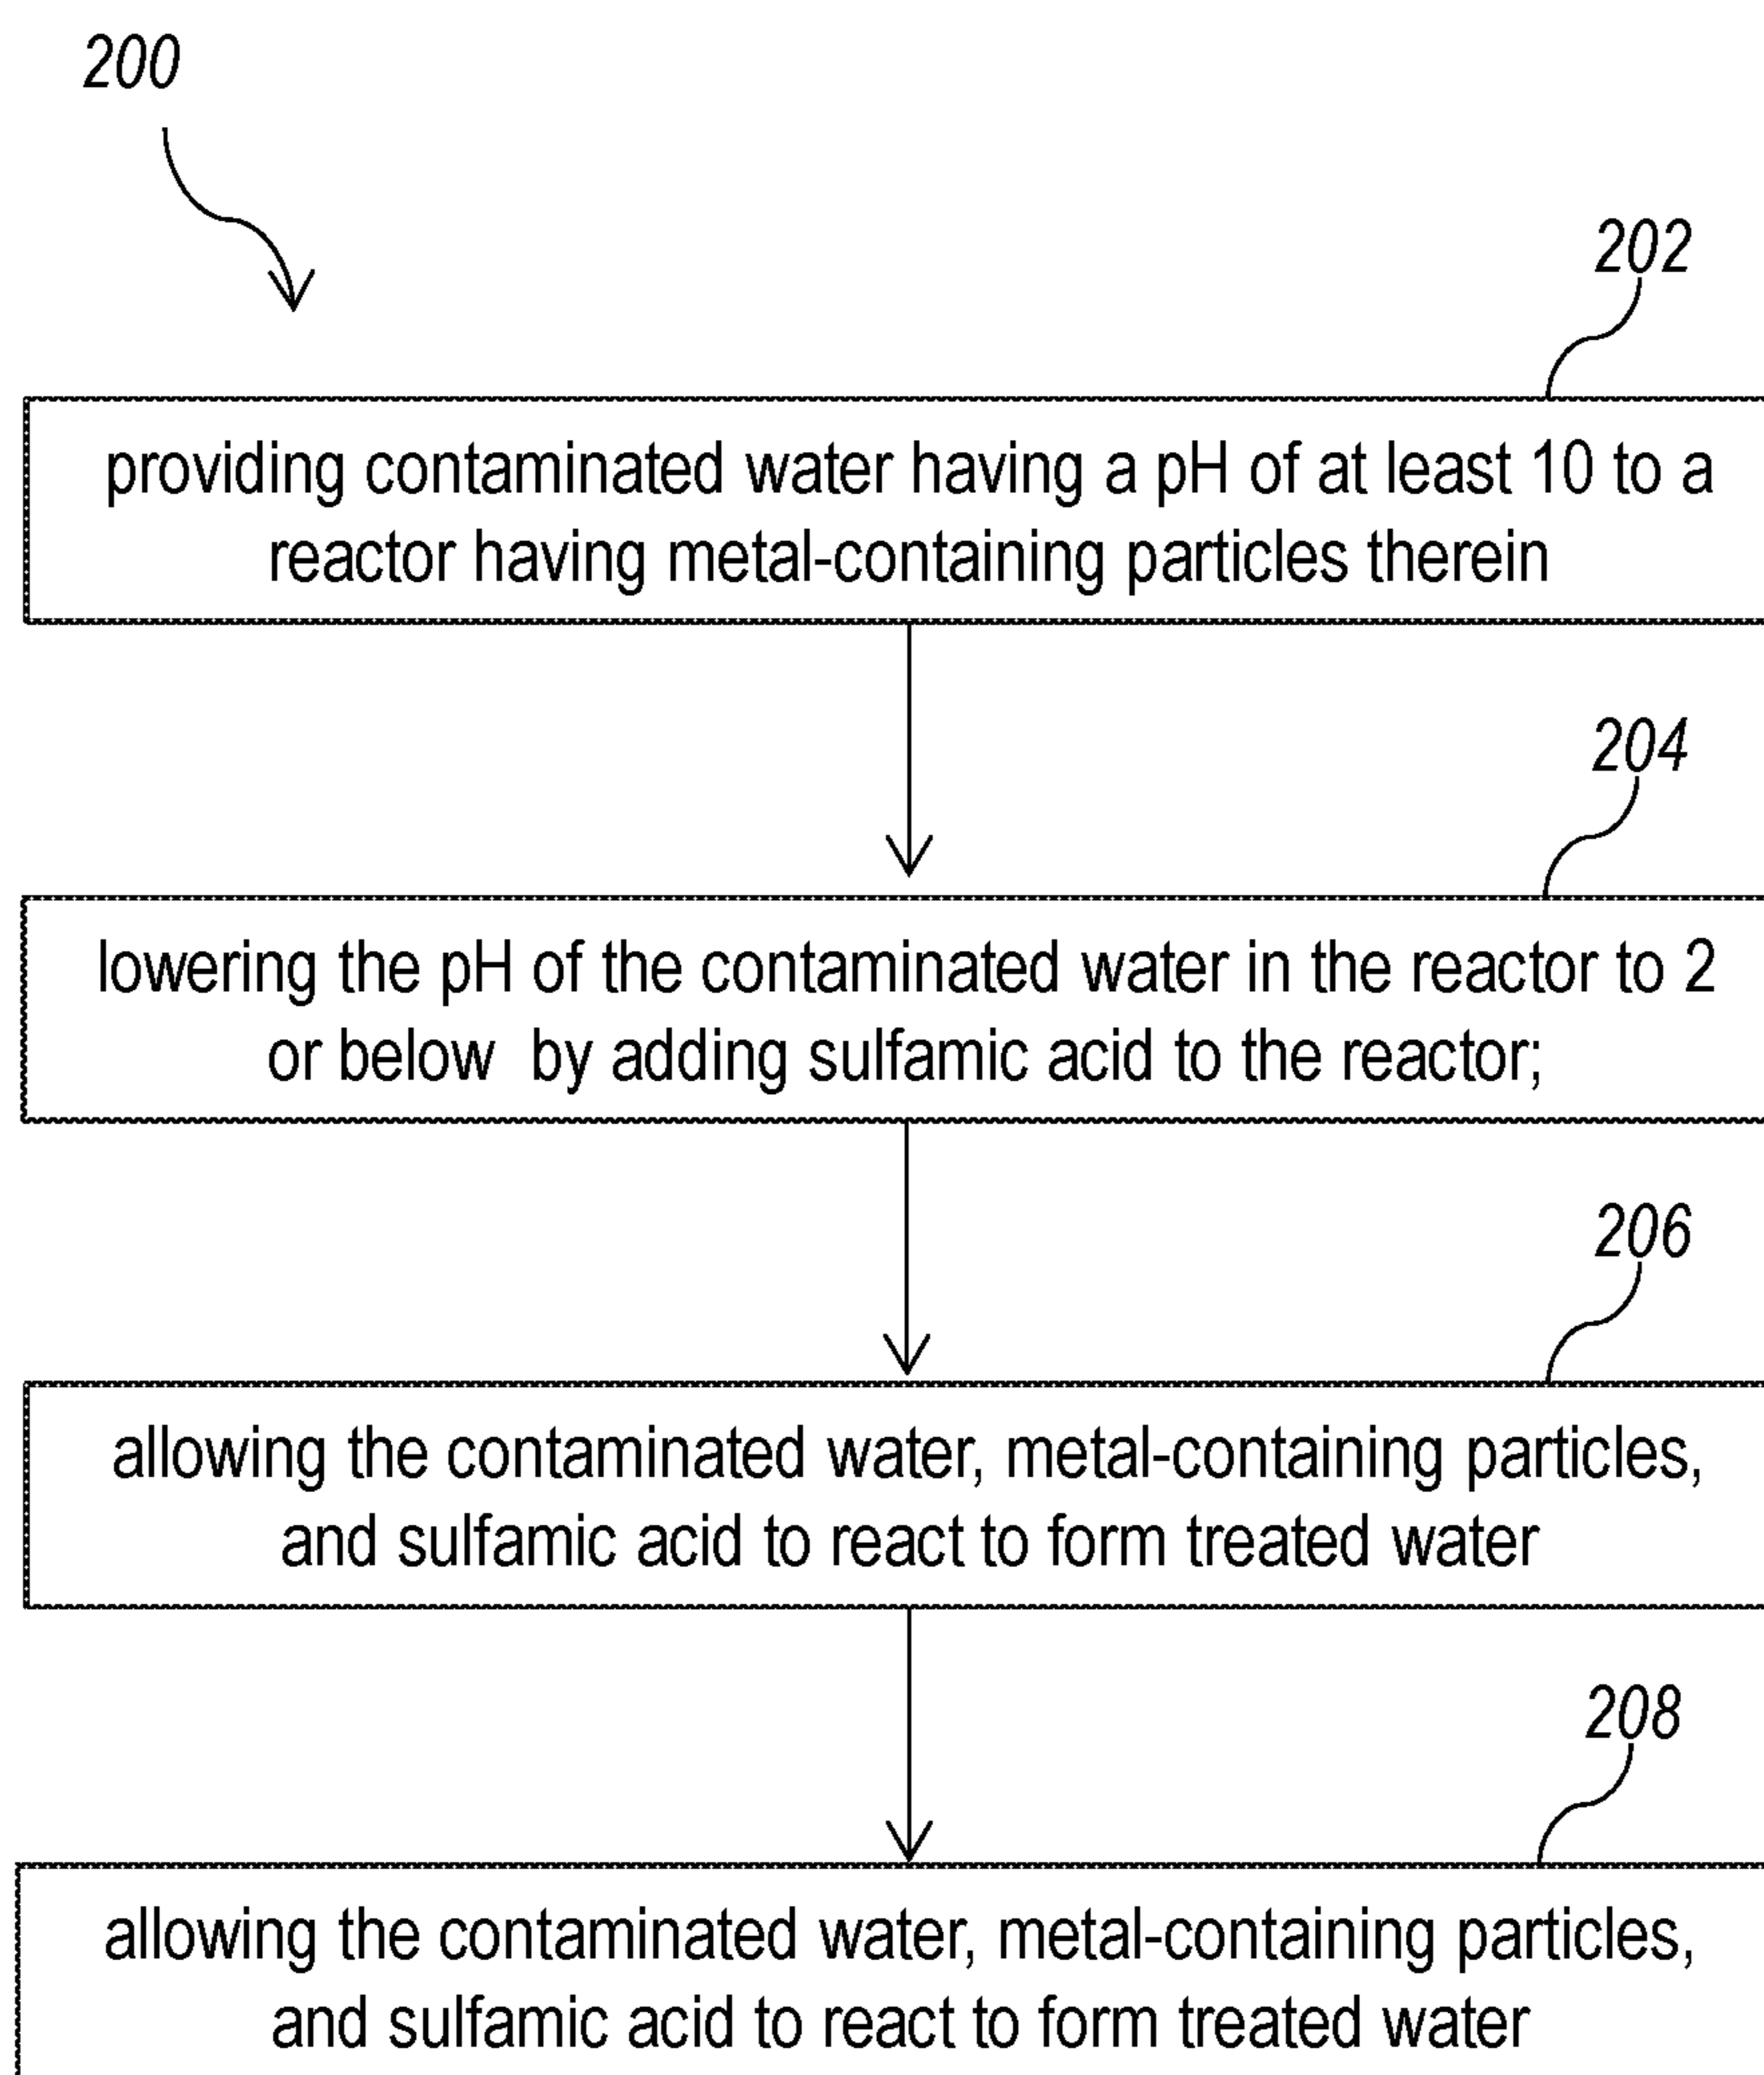 200
202
providing contaminated water having a pH of at least 10 to a
reactor having metal-containing particles therein
204
lowering the pH of the contaminated water in the reactor to 2
or below by adding sulfamic acid to the reactor;
206
allowing the contaminated water, metal-containing particles,
and sulfamic acid to react to form treated water
208
allowing the contaminated water, metal-containing particles,
and sulfamic acid to react to form treated water